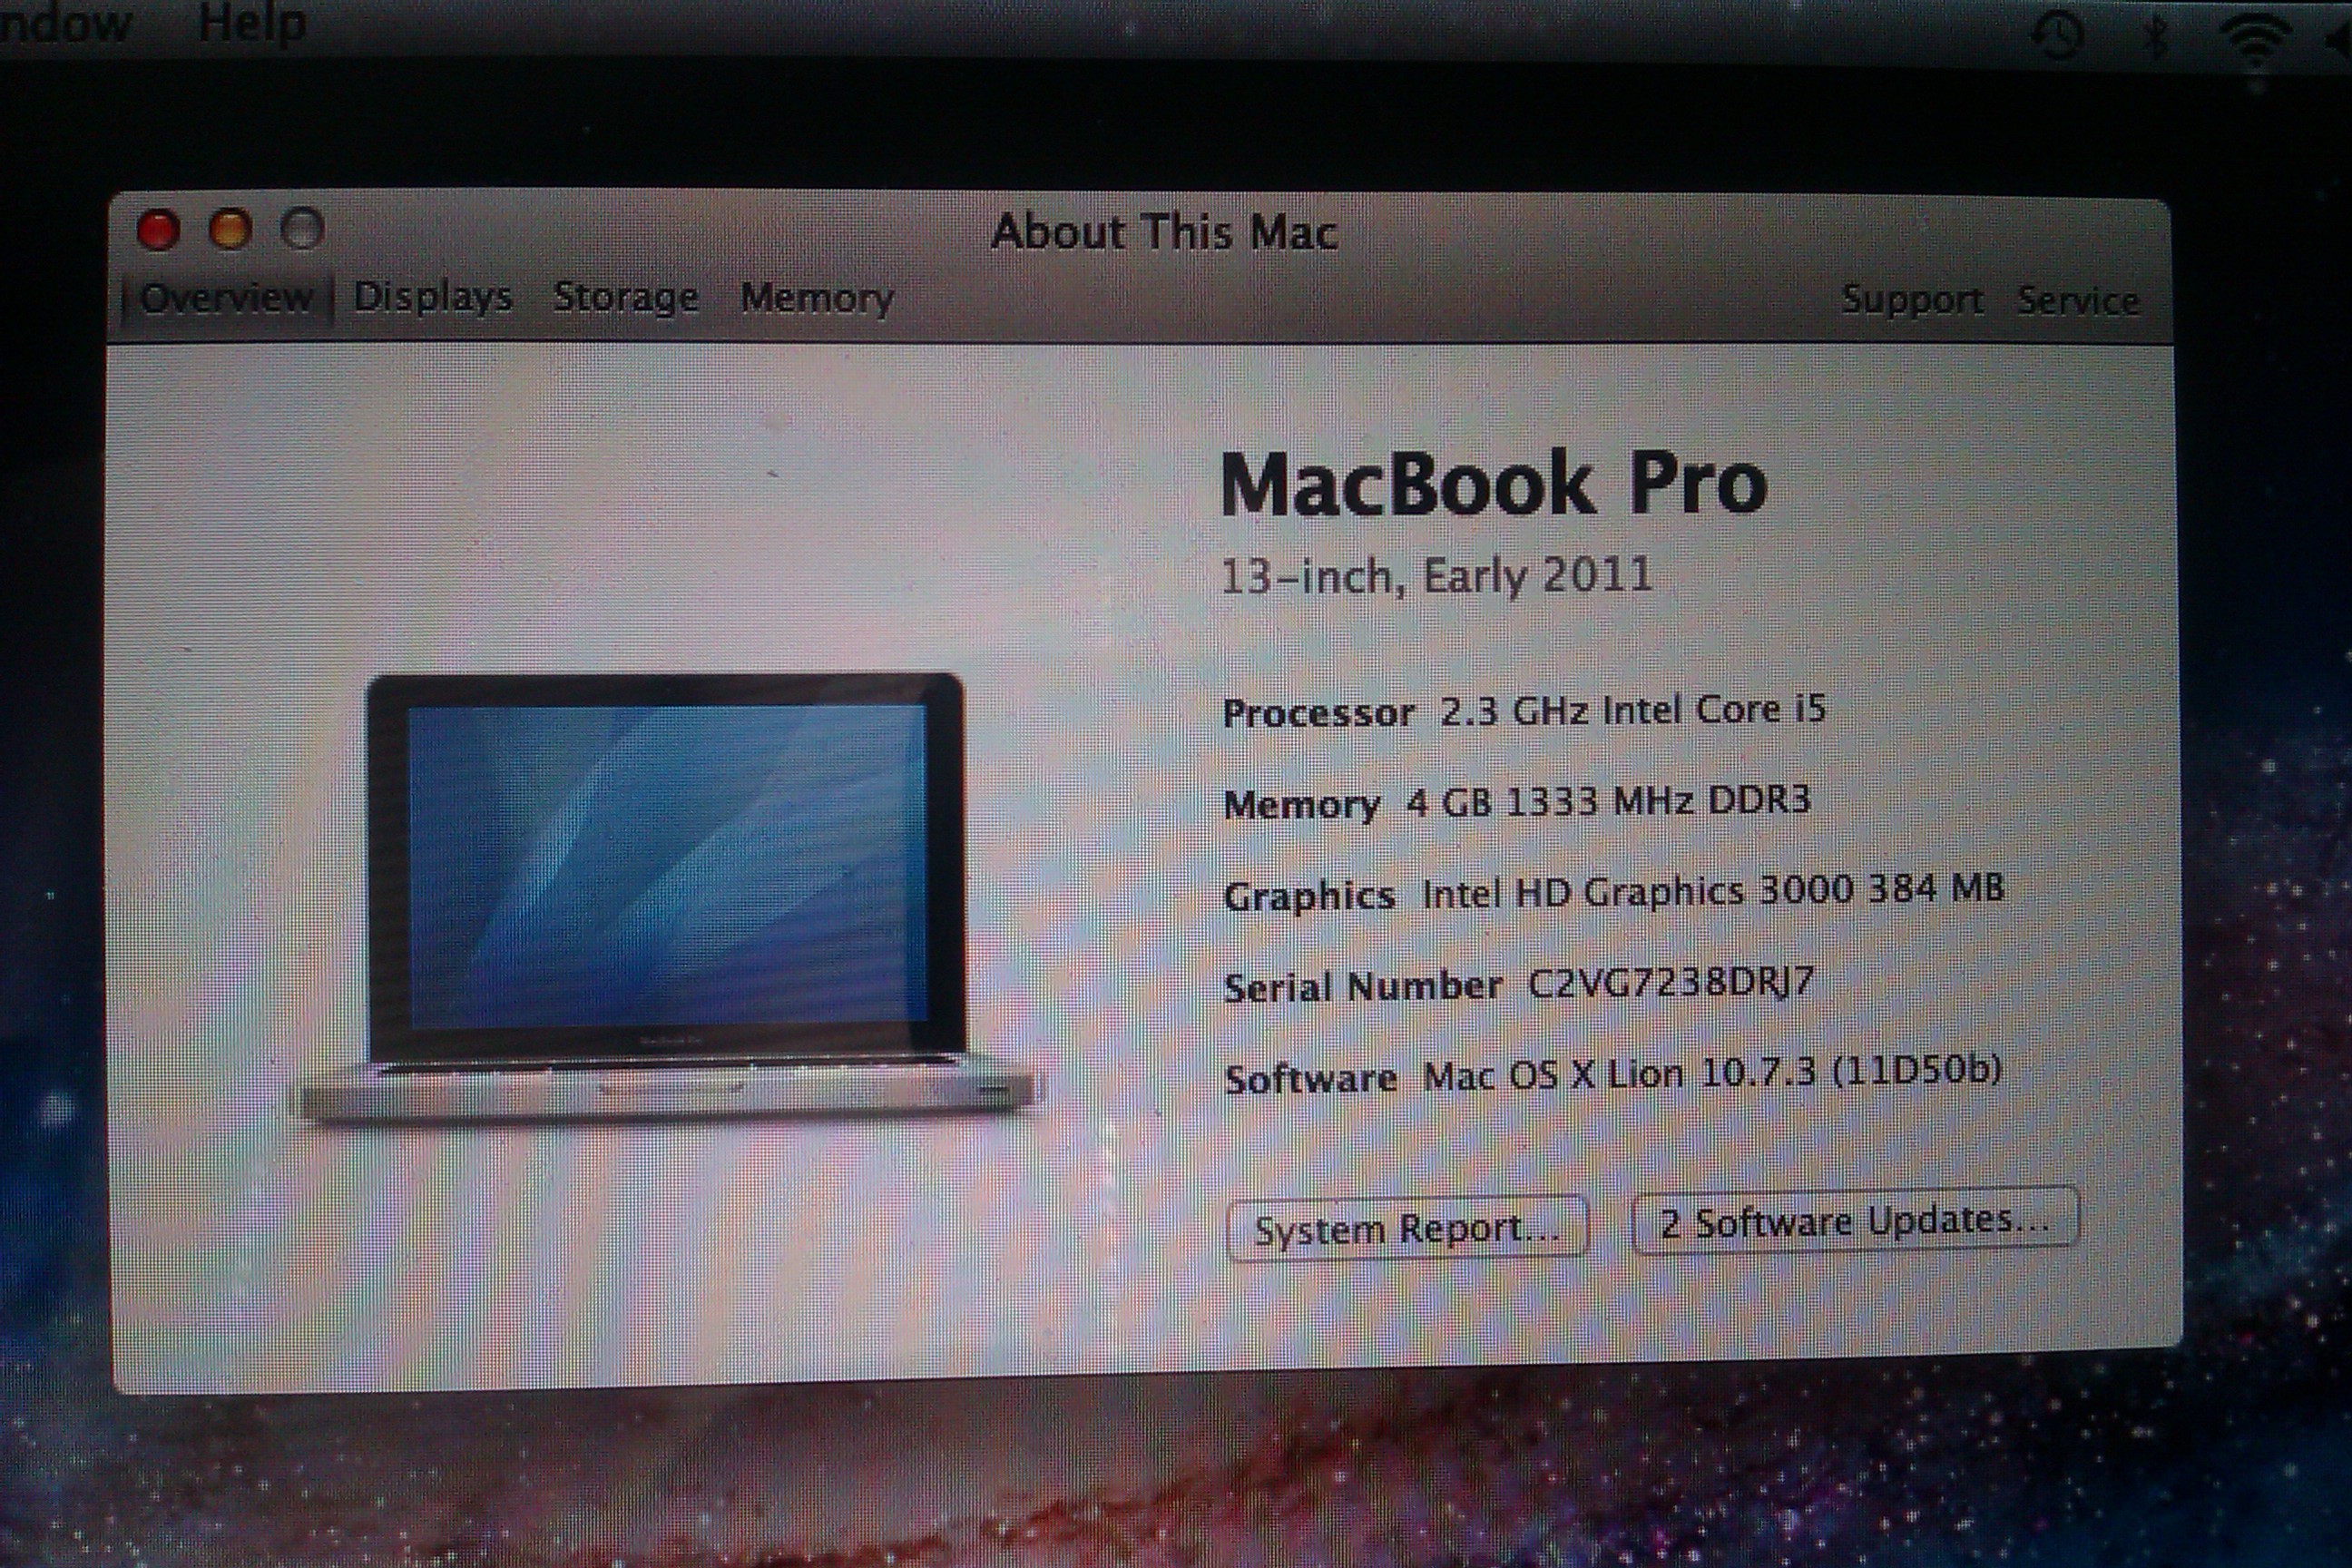 ndow Help
About This Mac
Overview Displays Storage Memory Support Service
MacBook Pro
13-inch, Early 2011
Processor 2.3 GHz Intel Core i5
Memory 4 GB 1333 MHz DDR3
Graphics Intel HD Graphics 3000 384 MB
Serial Number C2VG7238DRJ7
Software Mac OS X Lion 10.7.3 (11D50b)
System Report... 2 Software Updates...